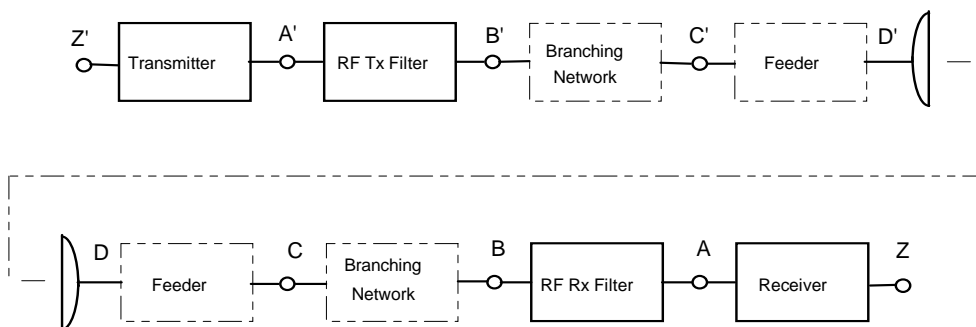 Z'
Transmitter
A'
RF Tx Filter
B'
Branching
Network
C'
Feeder
D'
D
Feeder
C
Branching
Network
B
RF Rx Filter
A
Receiver
Z